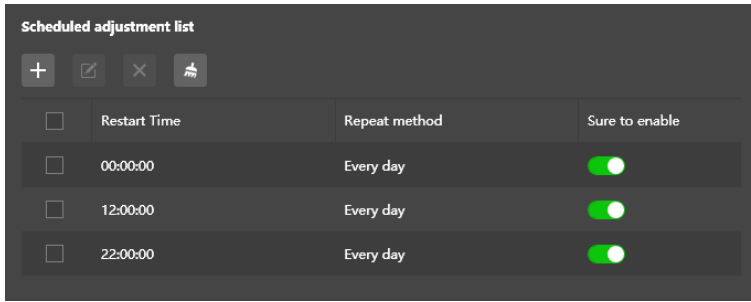 Scheduled adjustment list
Restart Time Repeat method Sure to enable
00:00:00 Every day
12:00:00 Every day
22:00:00 Every day